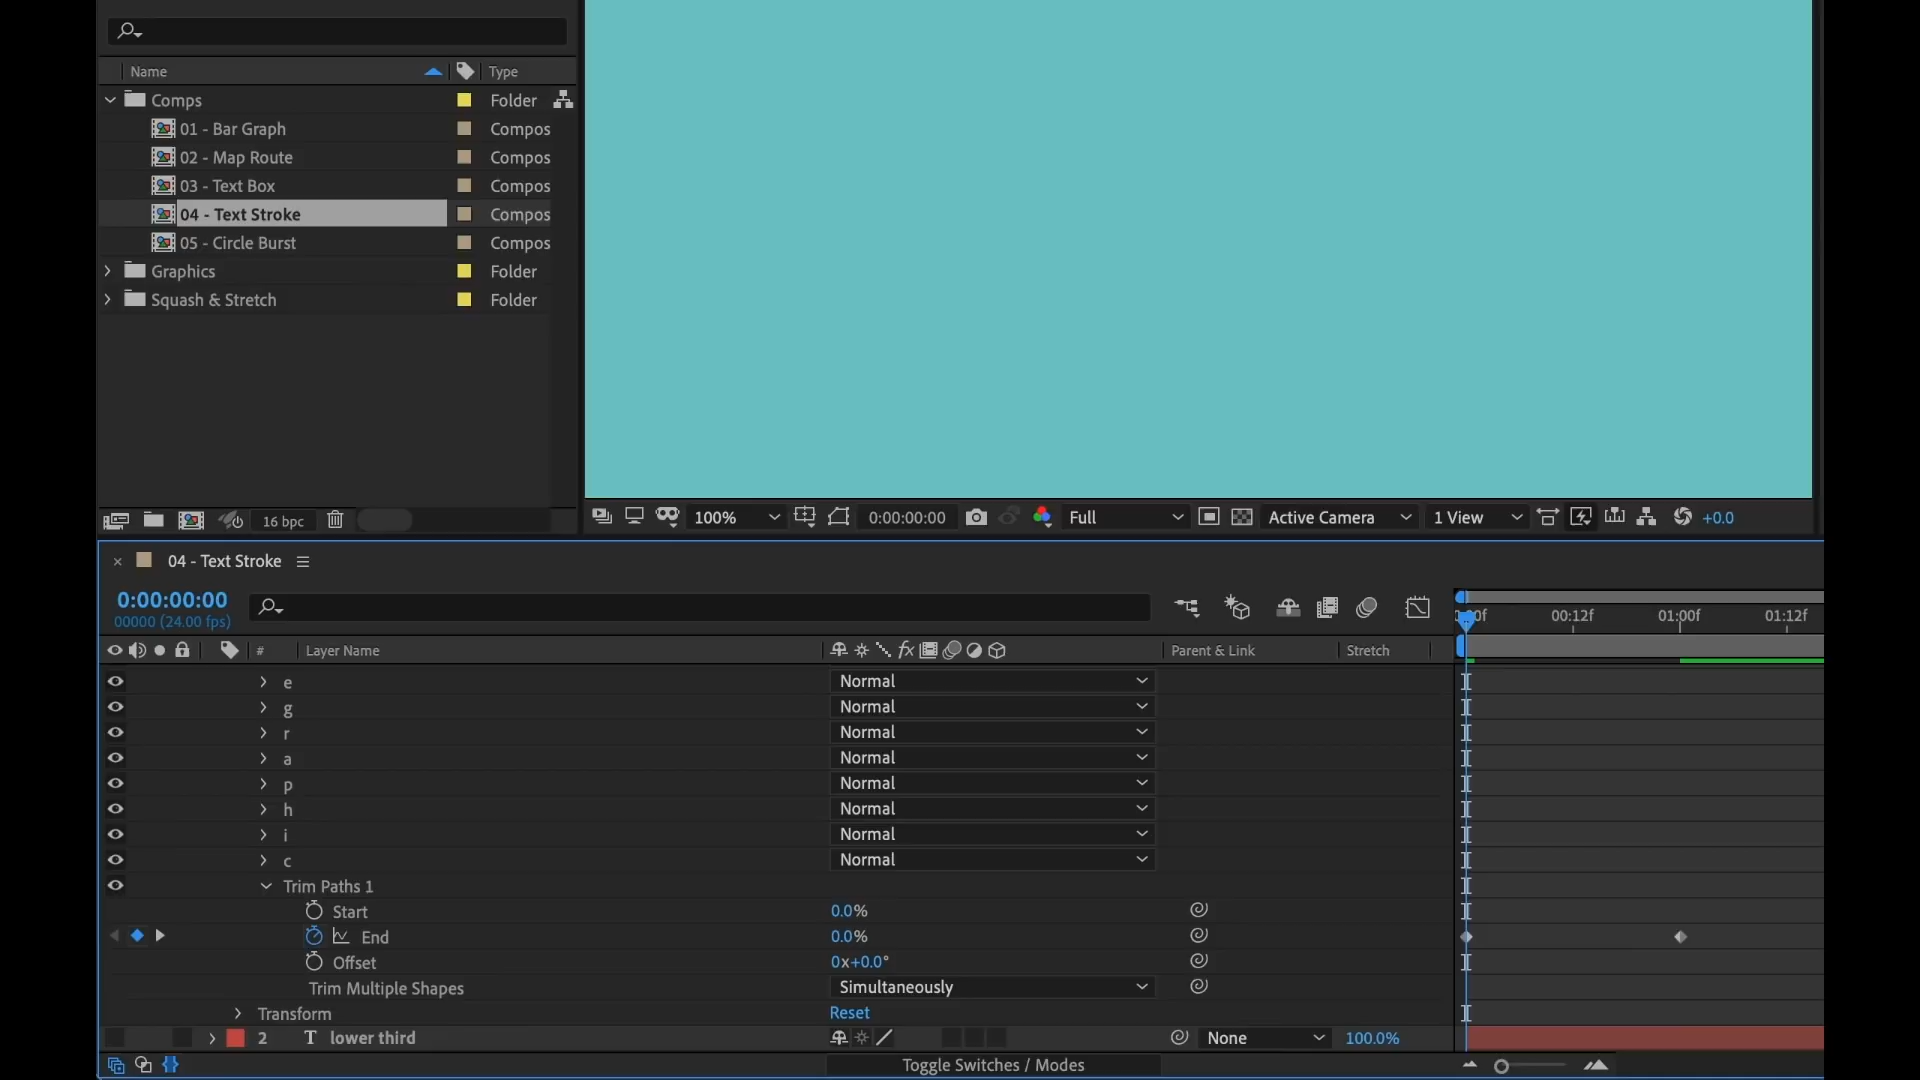 Name Type
Comps Folder
01 - Bar Graph Compos
02 - Map Route Compos
03 - Text Box Compos
04 - Text Stroke Compos
05 - Circle Burst Compos
Graphics Folder
Squash & Stretch Folder
16 bpc
100% 0:00:00:00 Full Active Camera 1 View +0.0
04 - Text Stroke
0:00:00:00
00000 (24.00 fps)
00f 00:12f 01:00f 01:12f
# Layer Name fx Parent & Link Stretch
e Normal
g Normal
r Normal
a Normal
p Normal
h Normal
i Normal
c Normal
Trim Paths 1
Start 0.0%
End 0.0%
Offset 0x+0.0°
Trim Multiple Shapes Simultaneously
Transform Reset
2 T lower third None 100.0%
Toggle Switches / Modes